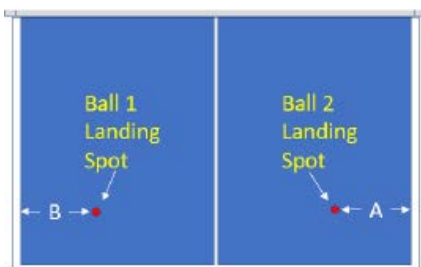 Ball 1
Landing
Spot
Ball 2
Landing
Spot
B
A